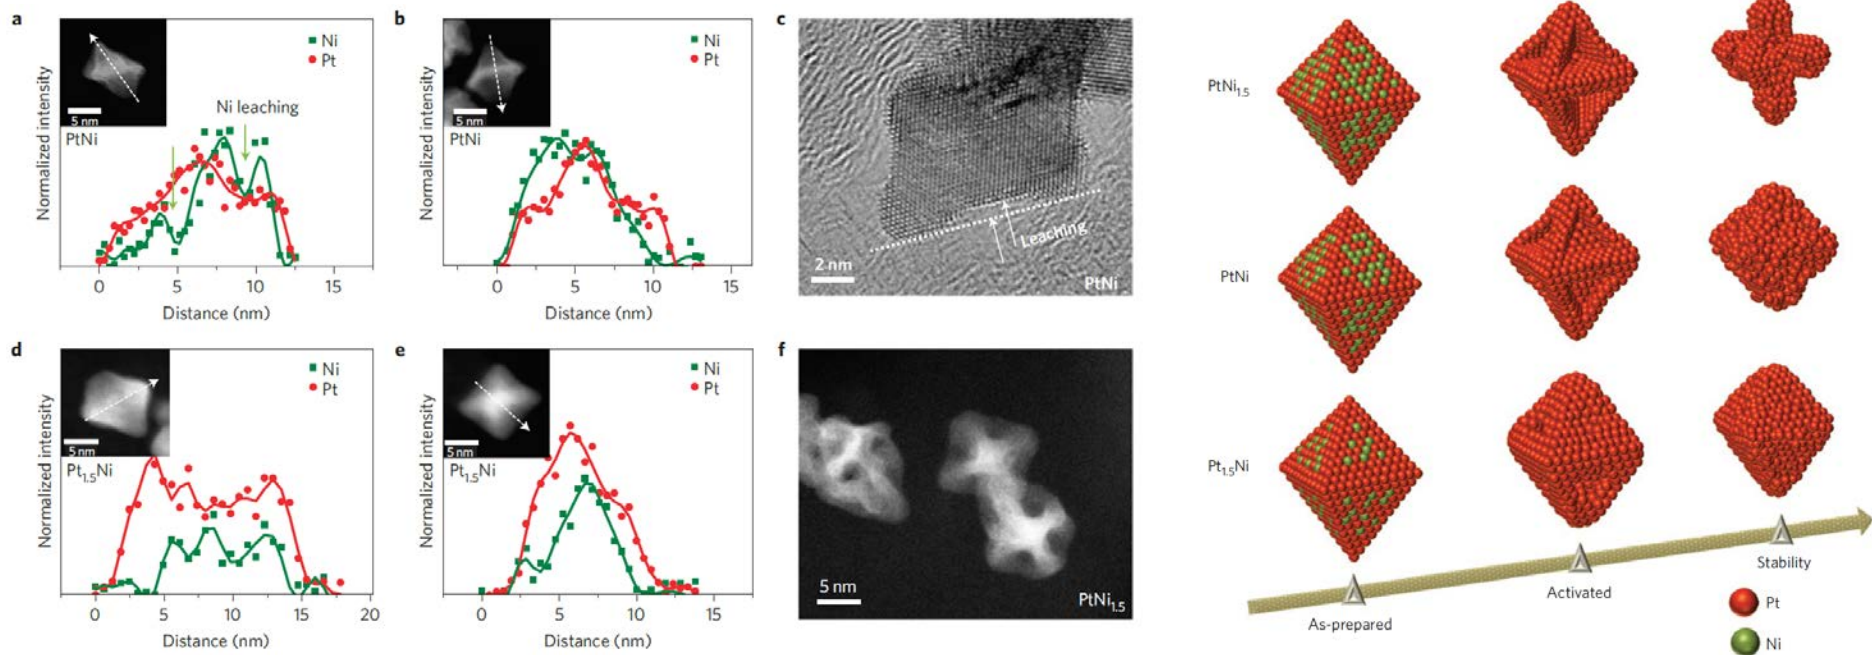 a
5 nm
PtNi
Ni
Pt
Ni leaching
Normalized intensity
0 5 10 15
Distance (nm)
b
5 nm
PtNi
Ni
Pt
Normalized intensity
0 5 10 15
Distance (nm)
c
Leaching
2 nm
PtNi
d
5 nm
Pt1.5Ni
Ni
Pt
Normalized intensity
0 5 10 15 20
Distance (nm)
e
5 nm
Pt1.5Ni
Ni
Pt
Normalized intensity
0 5 10 15
Distance (nm)
f
5 nm
PtNi1.5
PtNi1.5
PtNi
Pt1.5Ni
As-prepared
Activated
Stability
Pt
Ni